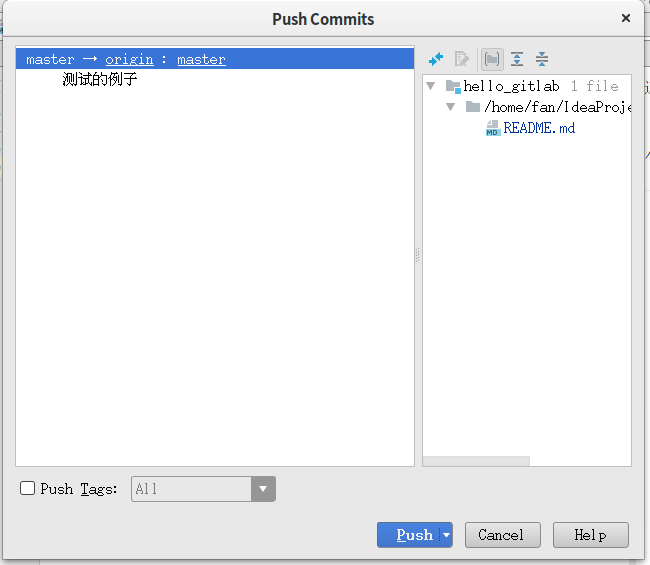 Push Commits
master → origin : master
测试的例子
hello_gitlab 1 file
/home/fan/IdeaProje
MD README.md
Push Tags: All
Push Cancel Help